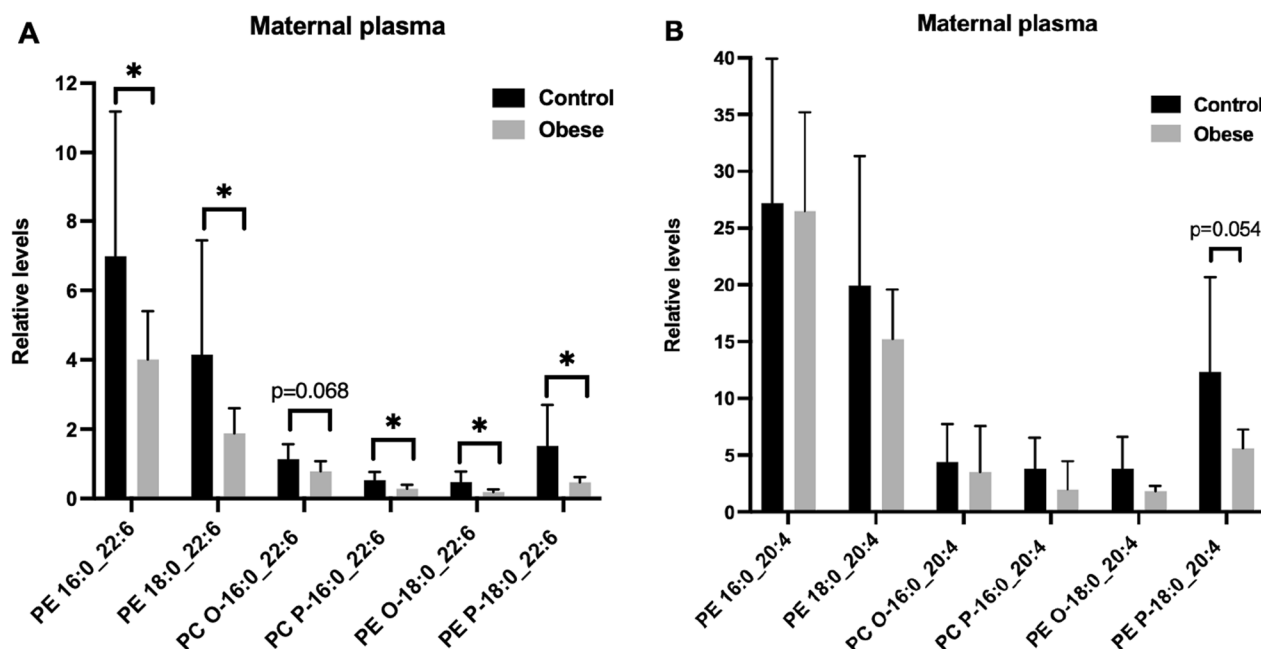 A
Maternal plasma
Relative levels
12
10
8
6
4
2
0
*
*
p=0.068
*
*
*
Control
Obese
PE 16:0_22:6
PE 18:0_22:6
PC O-16:0_22:6
PC P-16:0_22:6
PE O-18:0_22:6
PE P-18:0_22:6
B
Maternal plasma
Relative levels
40
35
30
25
20
15
10
5
0
Control
Obese
p=0.054
PE 16:0_20:4
PE 18:0_20:4
PC O-16:0_20:4
PC P-16:0_20:4
PE O-18:0_20:4
PE P-18:0_20:4